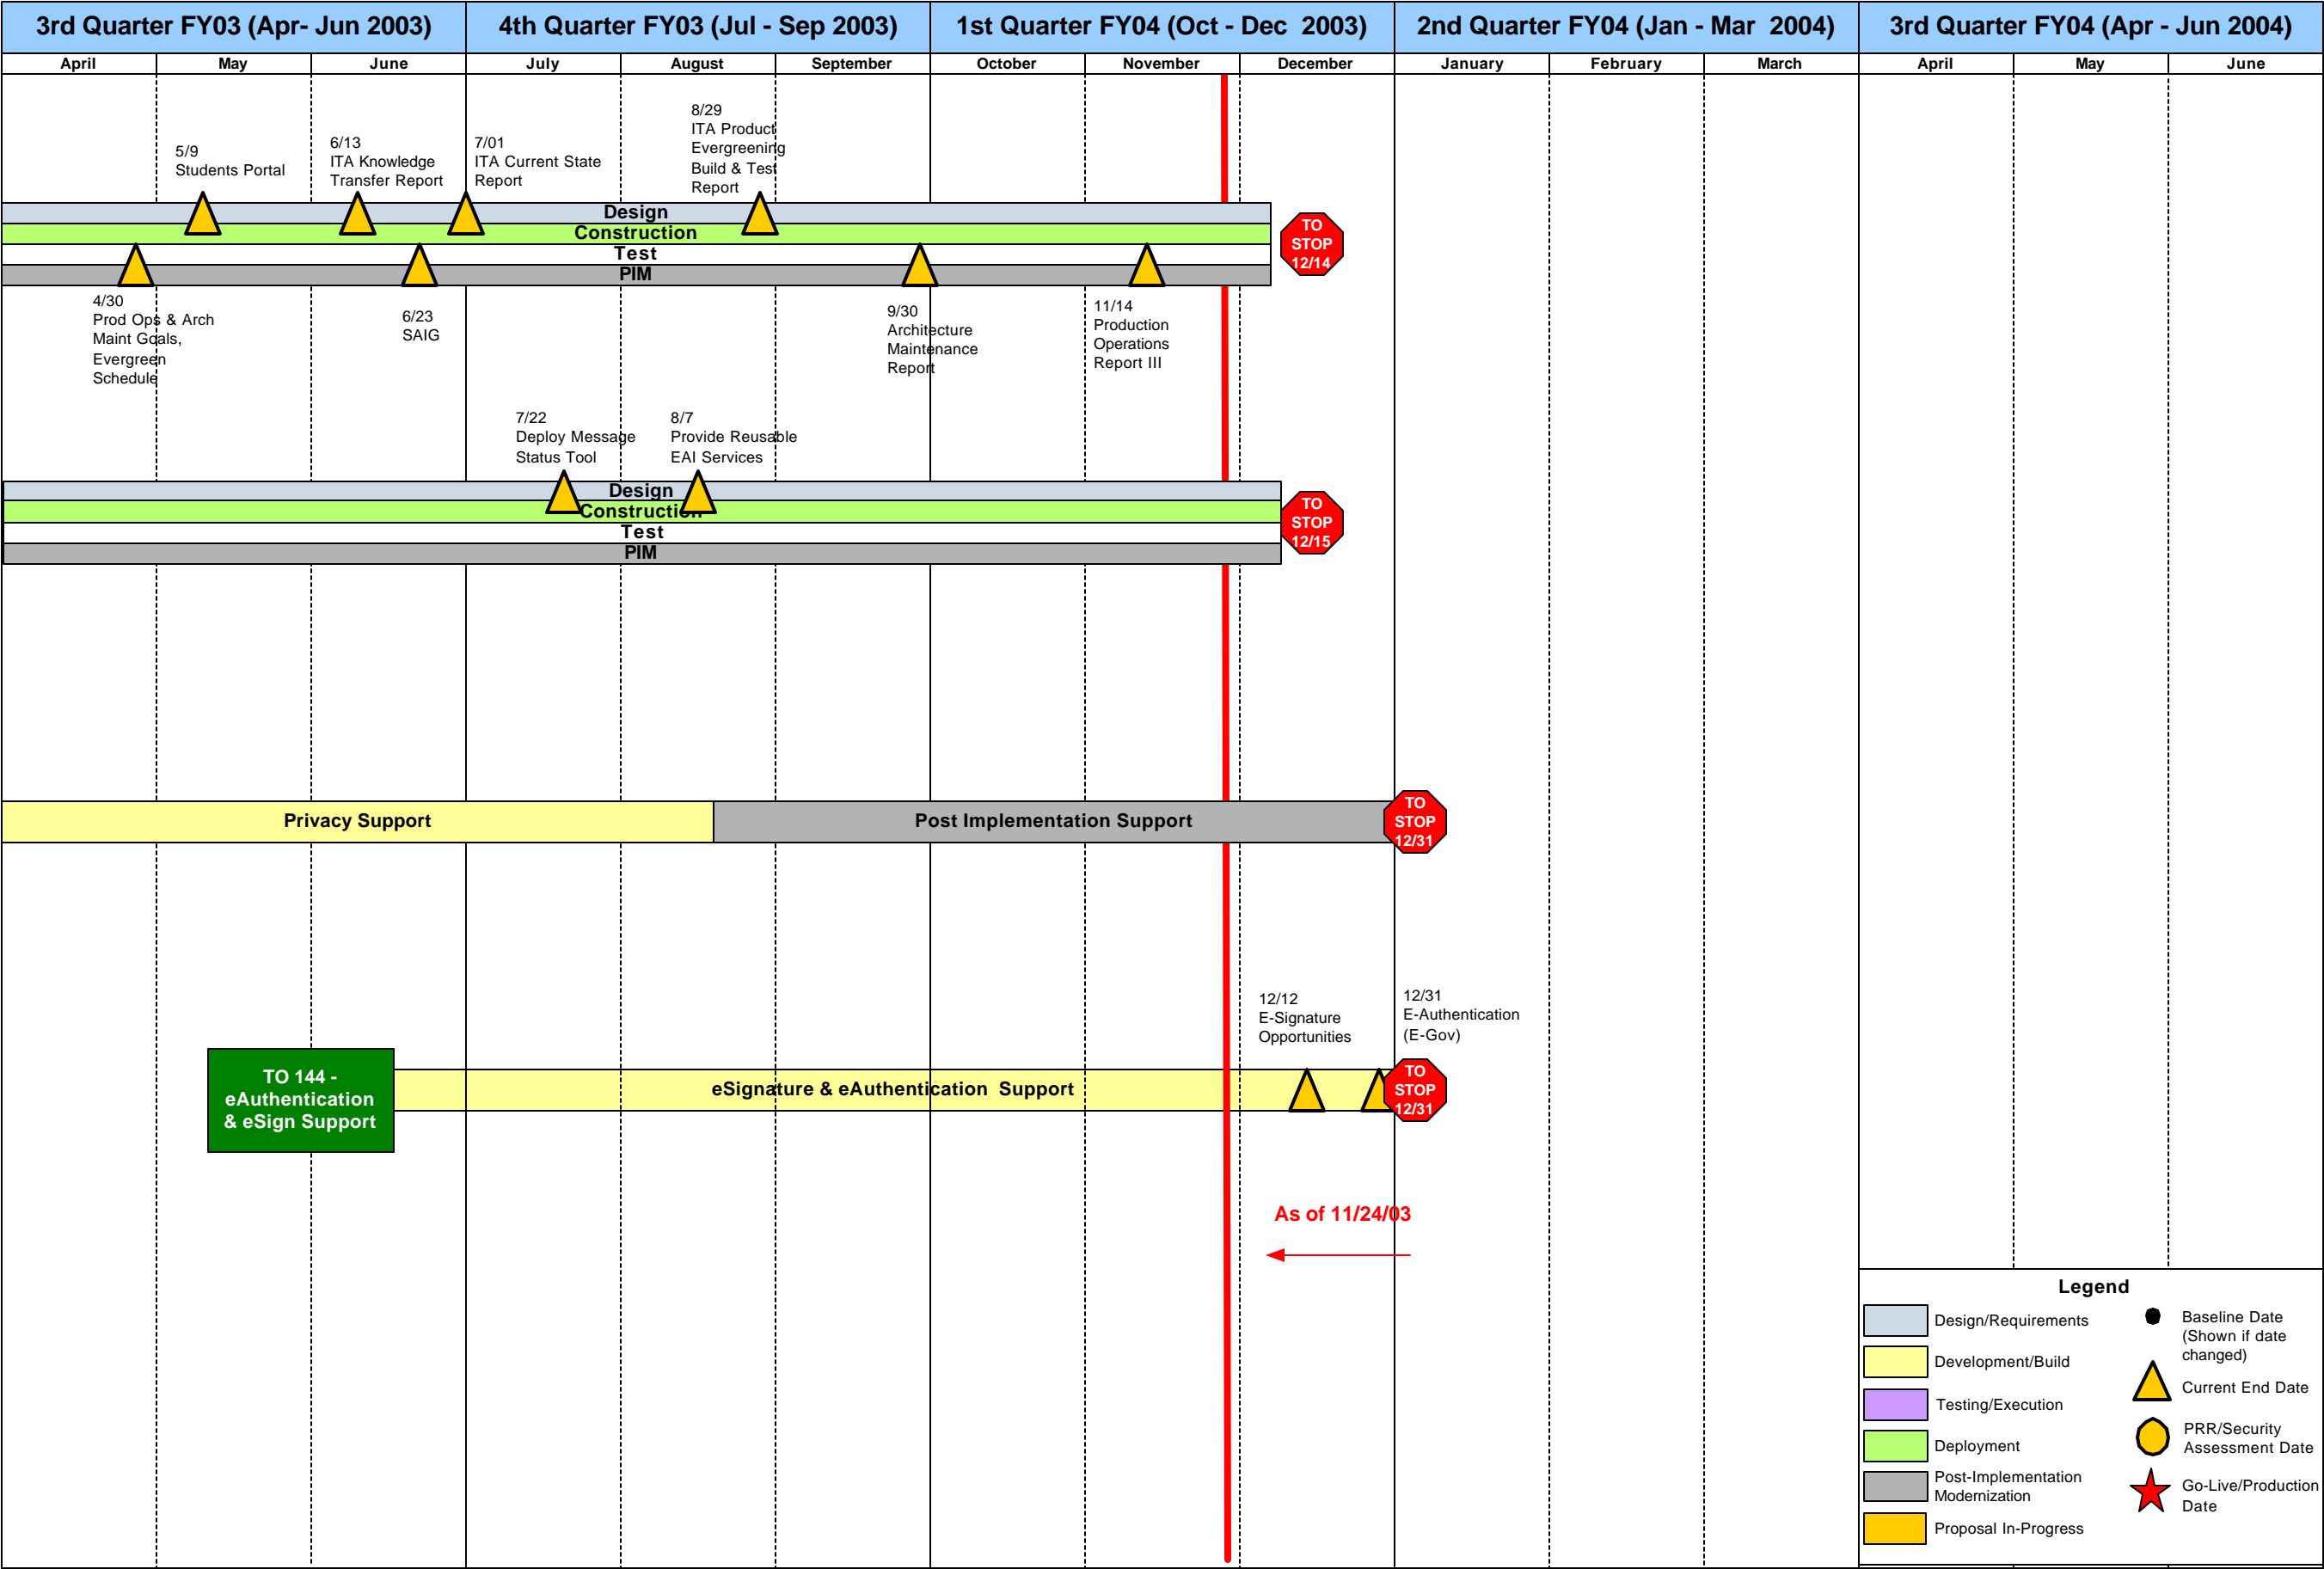 3rd Quarter FY03 (Apr- Jun 2003)
4th Quarter FY03 (Jul - Sep 2003)
1st Quarter FY04 (Oct - Dec 2003)
2nd Quarter FY04 (Jan - Mar 2004)
3rd Quarter FY04 (Apr - Jun 2004)
April
May
June
July
August
September
October
November
December
January
February
March
April
May
June
5/9
Students Portal
6/13
ITA Knowledge
Transfer Report
7/01
ITA Current State
Report
8/29
ITA Product
Evergreening
Build & Test
Report
Design
Construction
Test
PIM
TO
STOP
12/14
4/30
Prod Ops & Arch
Maint Goals,
Evergreen
Schedule
6/23
SAIG
9/30
Architecture
Maintenance
Report
11/14
Production
Operations
Report III
7/22
Deploy Message
Status Tool
8/7
Provide Reusable
EAI Services
Design
Construction
Test
PIM
TO
STOP
12/15
Privacy Support
Post Implementation Support
TO
STOP
12/31
12/12
E-Signature
Opportunities
12/31
E-Authentication
(E-Gov)
TO 144 -
eAuthentication
& eSign Support
eSignature & eAuthentication Support
TO
STOP
12/31
As of 11/24/03
Legend
Design/Requirements
Development/Build
Testing/Execution
Deployment
Post-Implementation
Modernization
Proposal In-Progress
Baseline Date
(Shown if date
changed)
Current End Date
PRR/Security
Assessment Date
Go-Live/Production
Date